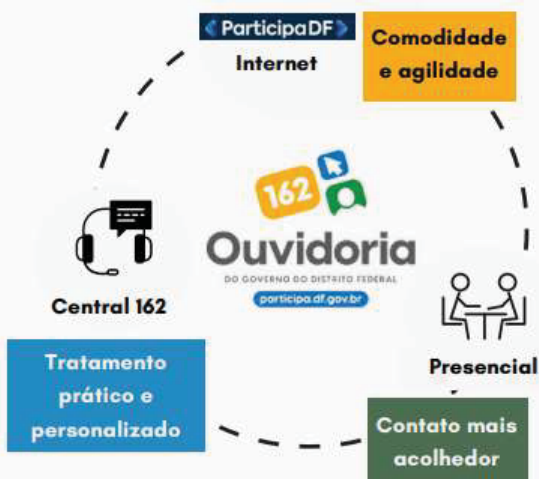 ParticipaDF
Internet
Comodidade
e agilidade
162
Ouvidoria
DO GOVERNO DO DISTRITO FEDERAL
participa.df.gov.br
Central 162
Tratamento
prático e
personalizado
Presencial
Contato mais
acolhedor